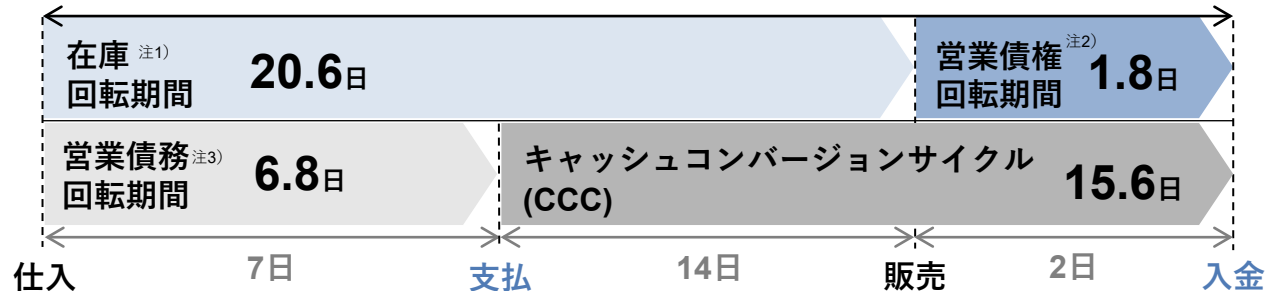 在庫 注1)
回転期間
20.6日
営業債権 注2)
回転期間
1.8日
営業債務 注3)
回転期間
6.8日
キャッシュコンバージョンサイクル
(CCC)
15.6日
7日
14日
2日
仕入
支払
販売
入金